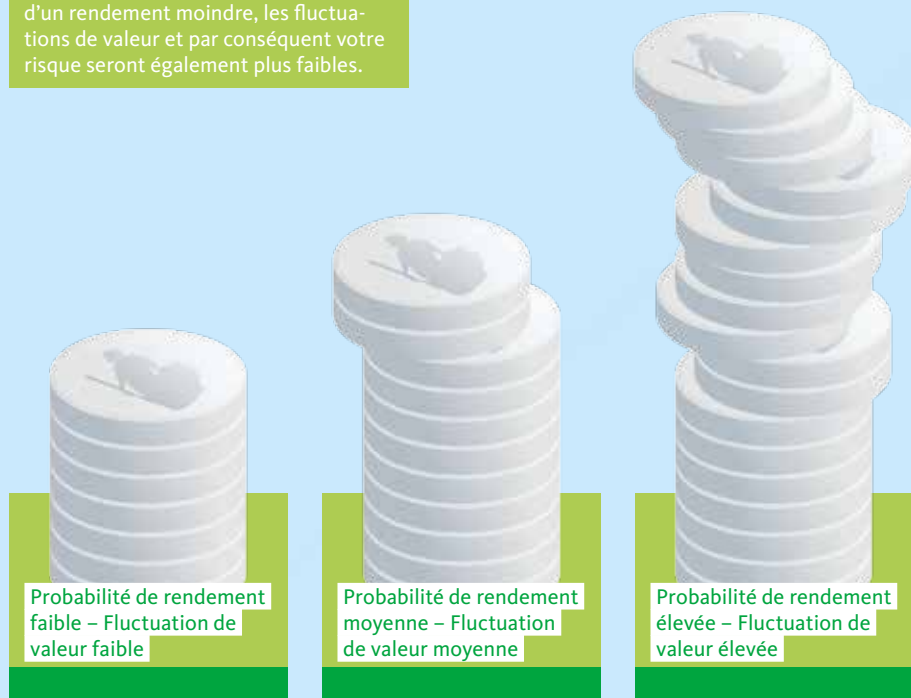 d'un rendement moindre, les fluctua-
tions de valeur et par conséquent votre
risque seront également plus faibles.
Probabilité de rendement
faible – Fluctuation de
valeur faible
Probabilité de rendement
moyenne – Fluctuation
de valeur moyenne
Probabilité de rendement
élevée – Fluctuation de
valeur élevée